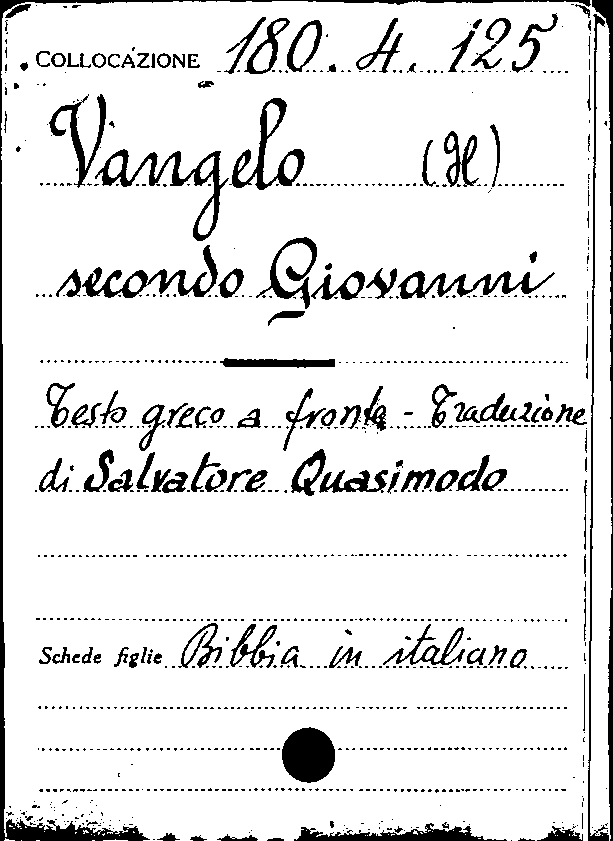 COLLOCAZIONE 180. 4. 125
Vangelo (Il)
secondo Giovanni
Testo greco a fronte - Traduzione
di Salvatore Quasimodo
Schede figlie Bibbia in italiano